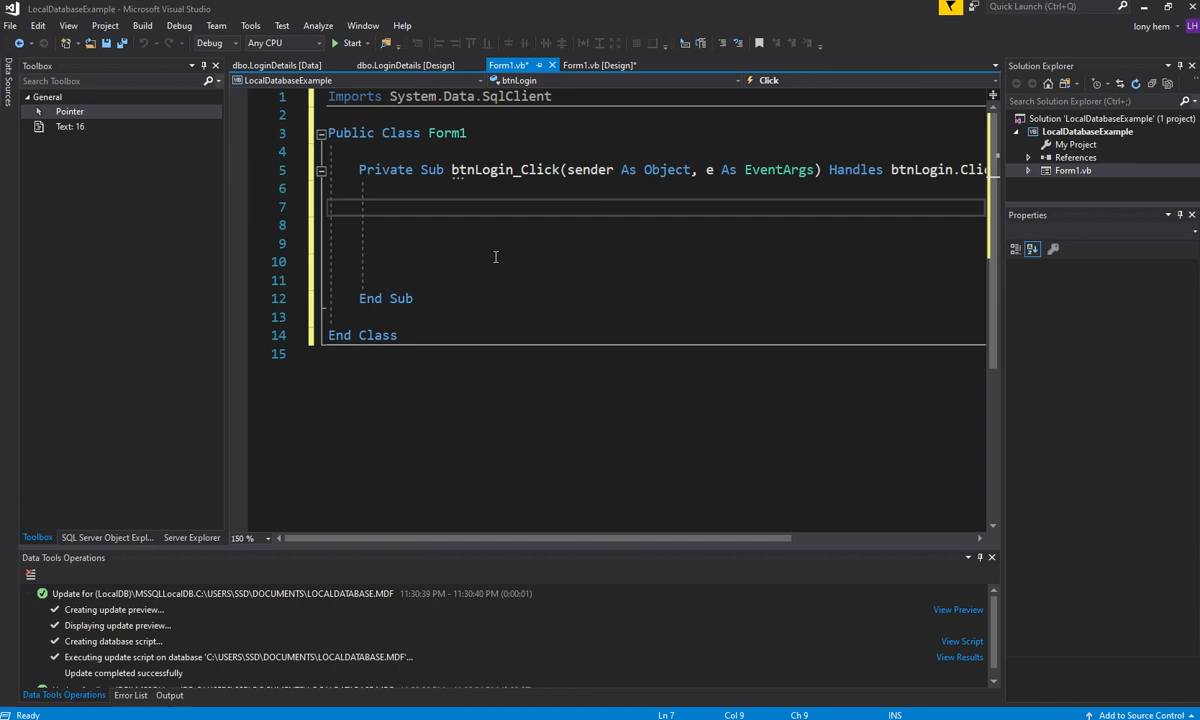 LocalDatabaseExample - Microsoft Visual Studio
Quick Launch (Ctrl+Q)
File Edit View Project Build Debug Team Tools Test Analyze Window Help
Iony hem LH
Debug Any CPU Start
Data Sources
Toolbox
Search Toolbox
General
Pointer
Text: 16
dbo.LoginDetails [Data] dbo.LoginDetails [Design] Form1.vb* Form1.vb [Design]*
LocalDatabaseExample btnLogin Click
1 Imports System.Data.SqlClient
2
3 Public Class Form1
4
5 Private Sub btnLogin_Click(sender As Object, e As EventArgs) Handles btnLogin.Clic
6
7
8
9
10
11
12 End Sub
13
14 End Class
15
150 %
Toolbox SQL Server Object Expl... Server Explorer
Solution Explorer
Search Solution Explorer (Ctrl+;)
Solution 'LocalDatabaseExample' (1 project)
LocalDatabaseExample
My Project
References
Form1.vb
Properties
Data Tools Operations
Update for (LocalDB)\MSSQLLocalDB.C:\USERS\SSD\DOCUMENTS\LOCALDATABASE.MDF 11:30:39 PM - 11:30:40 PM (0:00:01)
Creating update preview... View Preview
Displaying update preview...
Creating database script... View Script
Executing update script on database 'C:\USERS\SSD\DOCUMENTS\LOCALDATABASE.MDF'... View Results
Update completed successfully
Data Tools Operations Error List Output
Ready Ln 7 Col 9 Ch 9 INS Add to Source Control